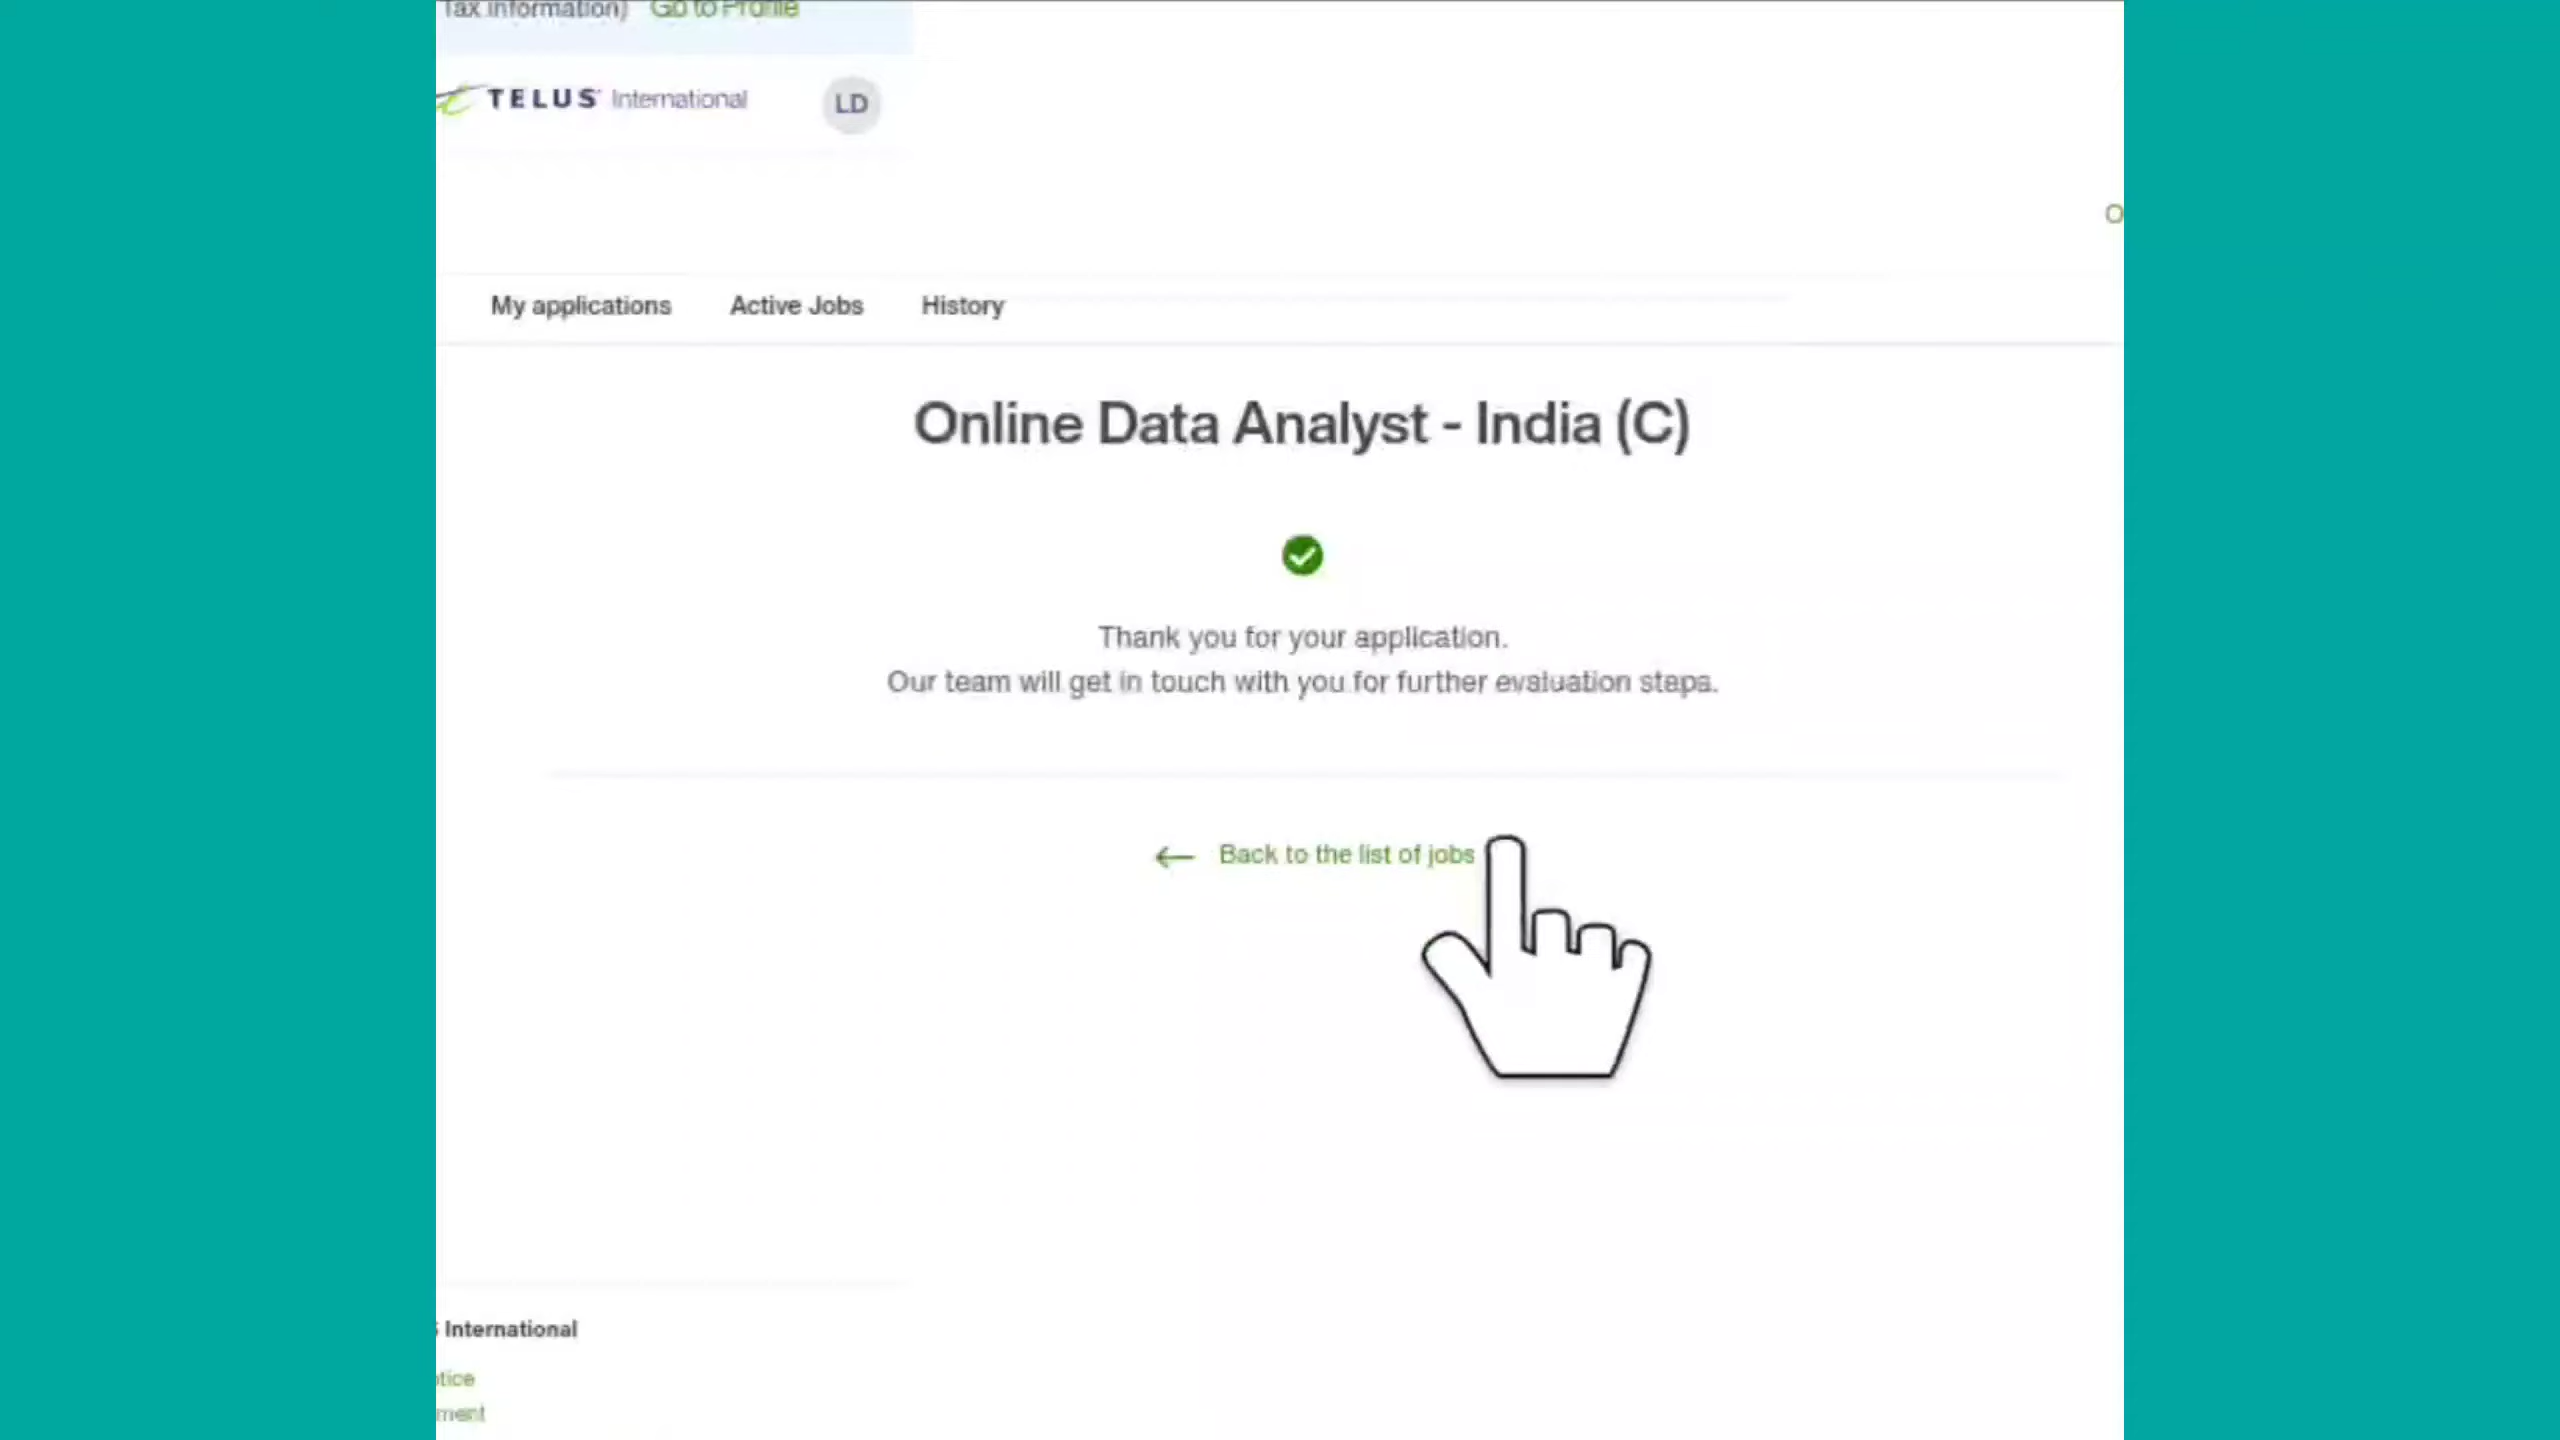 Tax Information) Go to Profile
TELUS International
LD
My applications Active Jobs History
Online Data Analyst - India (C)
Thank you for your application.
Our team will get in touch with you for further evaluation steps.
← Back to the list of jobs
International